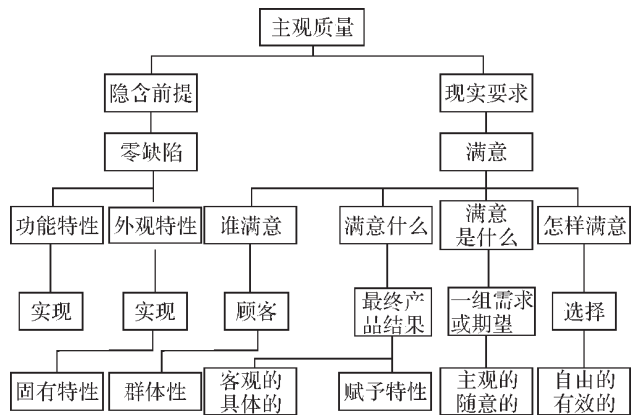 主观质量
隐含前提
现实要求
零缺陷
满意
功能特性
外观特性
谁满意
满意什么
满意
是什么
怎样满意
实现
实现
顾客
最终产
品结果
一组需求
或期望
选择
固有特性
群体性
客观的
具体的
赋予特性
主观的
随意的
自由的
有效的